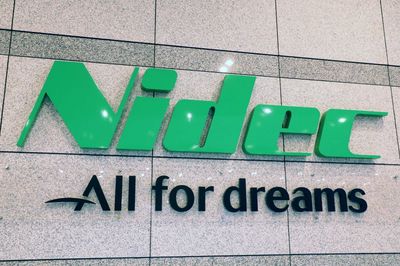 Nidec
All for dreams